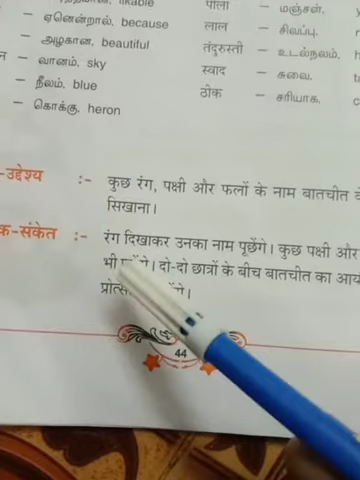 likable
ஏனென்றால், because
அழகான, beautiful
வானம், sky
நீலம், blue
கொக்கு, heron
पीला – மஞ்சள்,
लाल – சிவப்பு,
तंदुरुस्ती – உடல்நலம்,
स्वाद – சுவை,
ठीक – சரியாக,
-उद्देश्य :- कुछ रंग, पक्षी और फलों के नाम बातचीत
सिखाना।
क-संकेत :- रंग दिखाकर उनका नाम पूछेंगे। कुछ पक्षी और
भी । दो-दो छात्रों के बीच बातचीत का
44